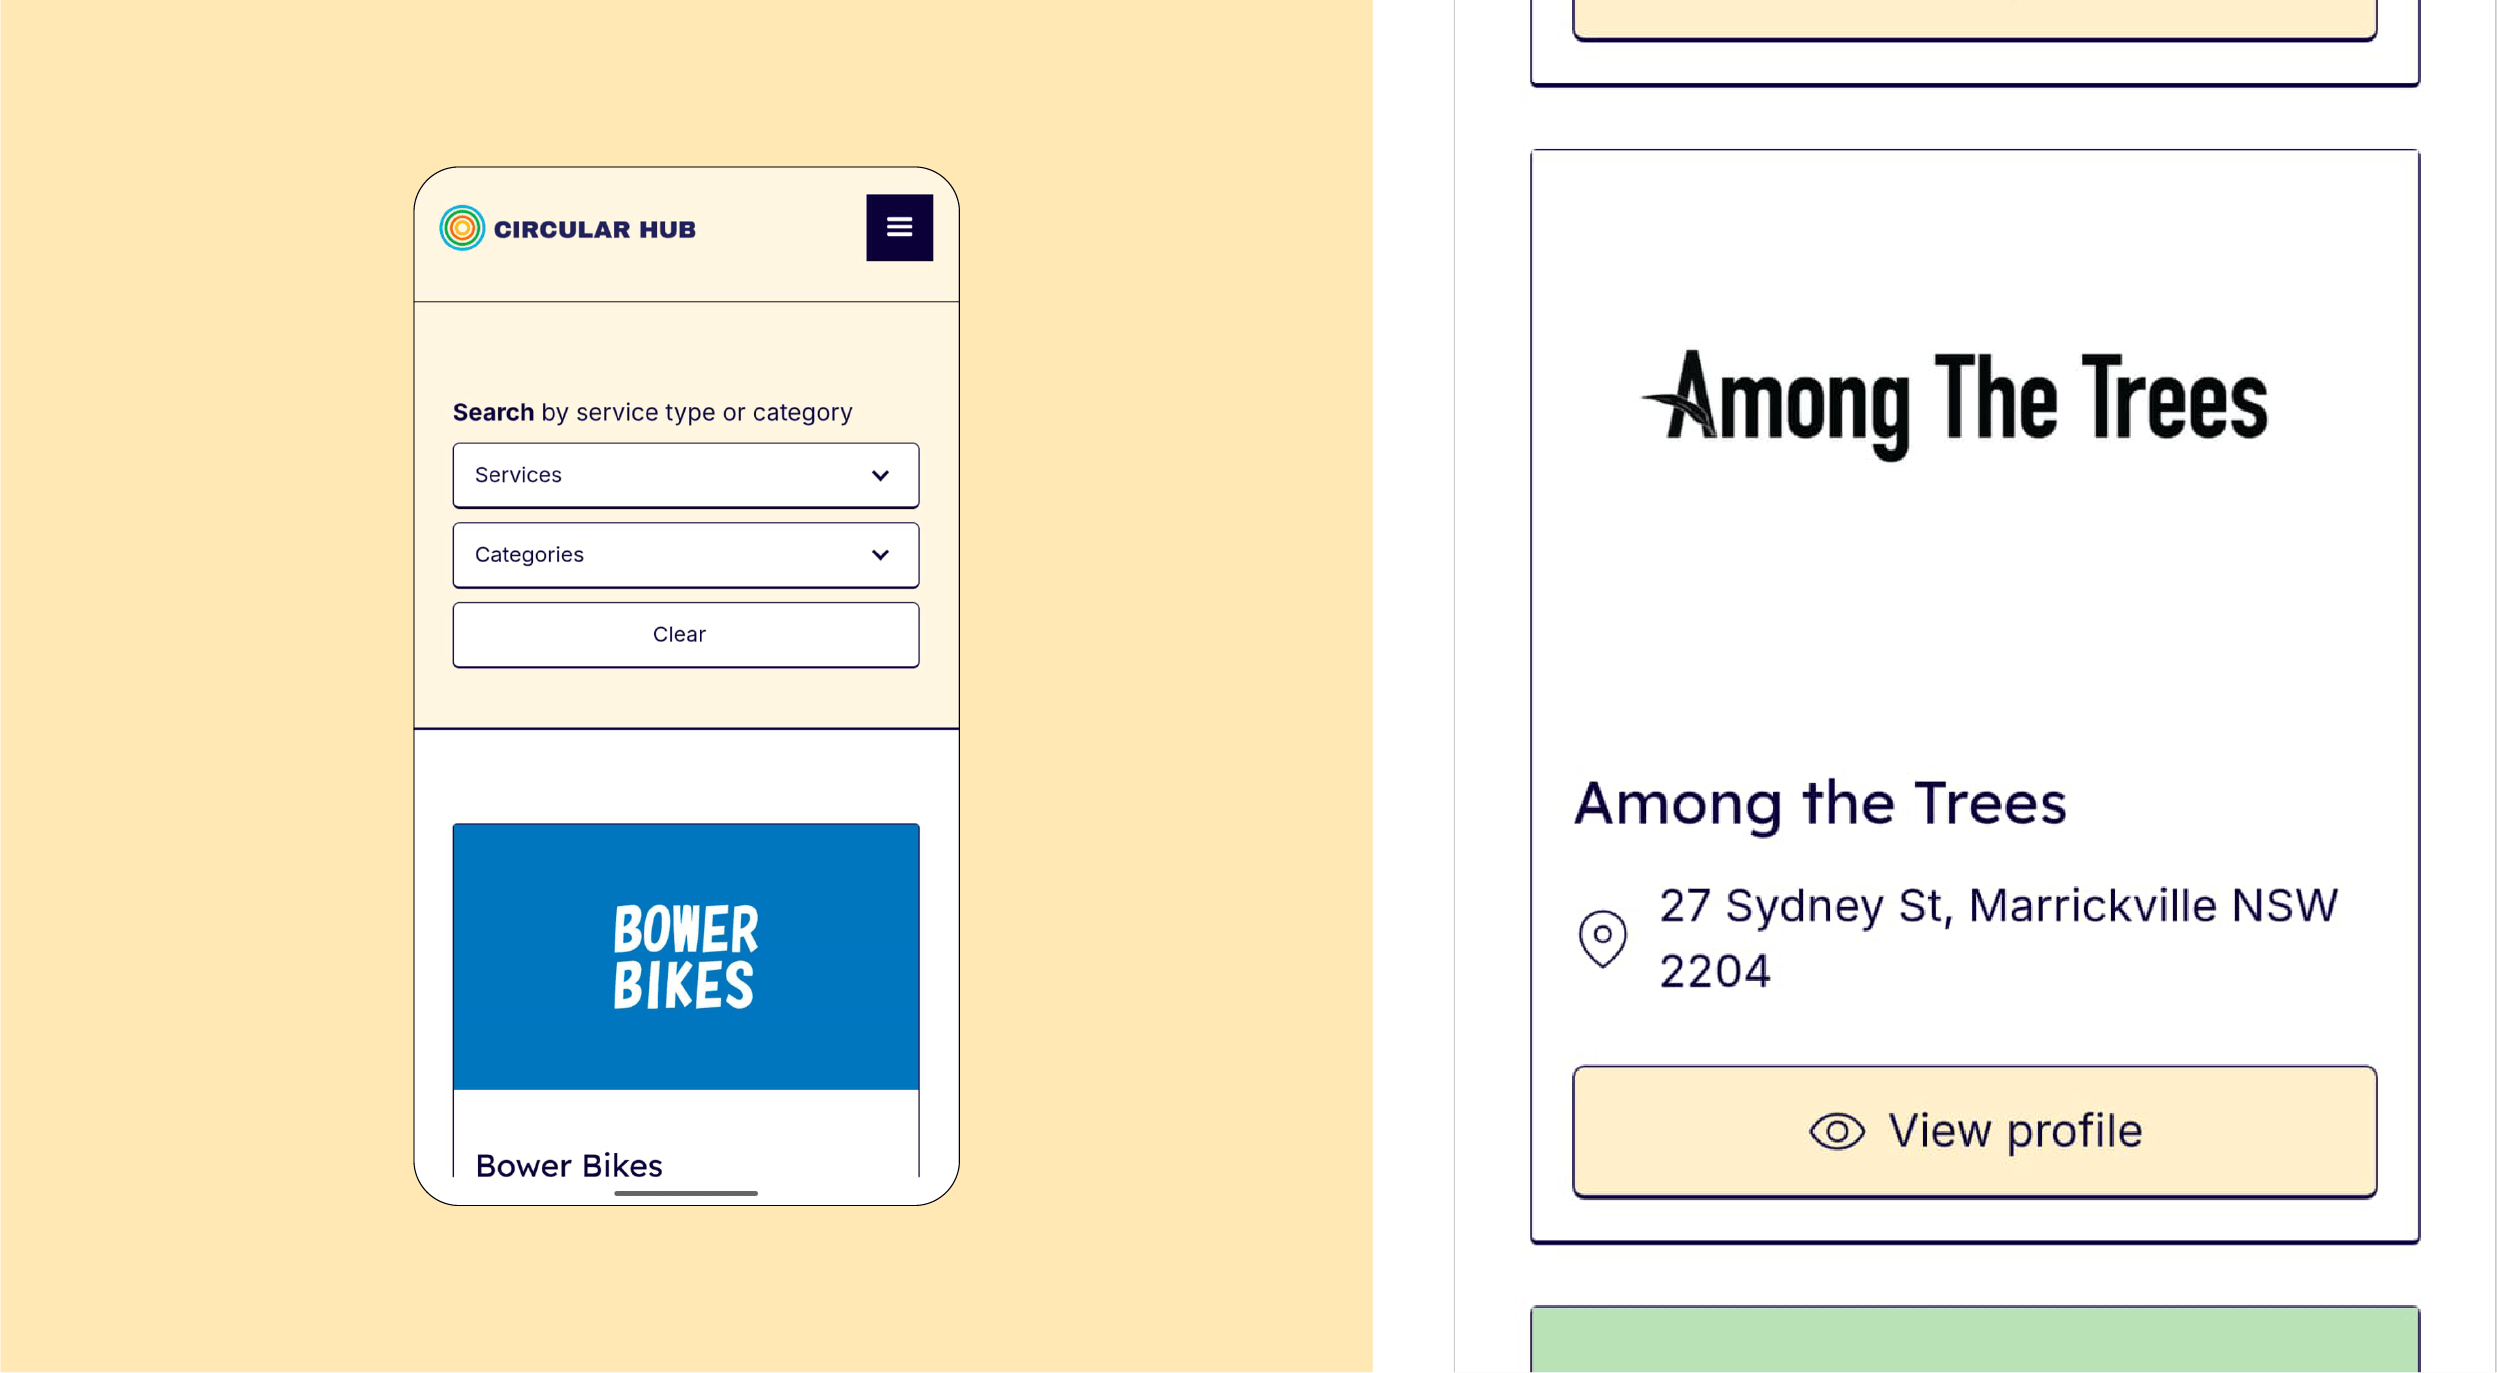 CIRCULAR HUB
Search by service type or category
Services
Categories
Clear
BOWER
BIKES
Bower Bikes
Among The Trees
Among the Trees
27 Sydney St, Marrickville NSW
2204
View profile